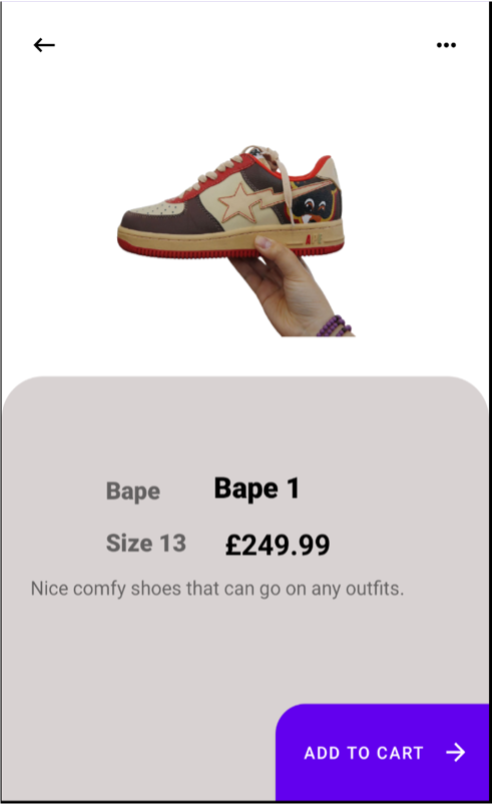 Bape Bape 1
Size 13 £249.99
Nice comfy shoes that can go on any outfits.
ADD TO CART